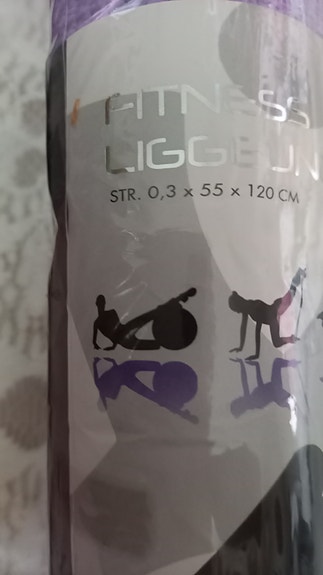 FITNESS
LIGGEUN
STR. 0,3 x 55 x 120 CM